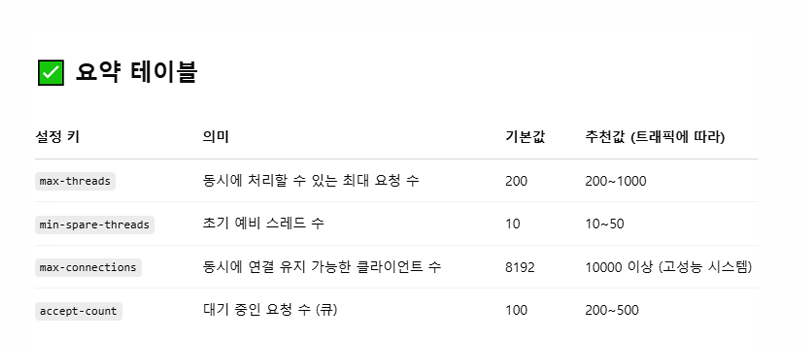 ✅ 요약 테이블
설정 키 의미 기본값 추천값 (트래픽에 따라)
max-threads 동시에 처리할 수 있는 최대 요청 수 200 200~1000
min-spare-threads 초기 예비 스레드 수 10 10~50
max-connections 동시에 연결 유지 가능한 클라이언트 수 8192 10000 이상 (고성능 시스템)
accept-count 대기 중인 요청 수 (큐) 100 200~500